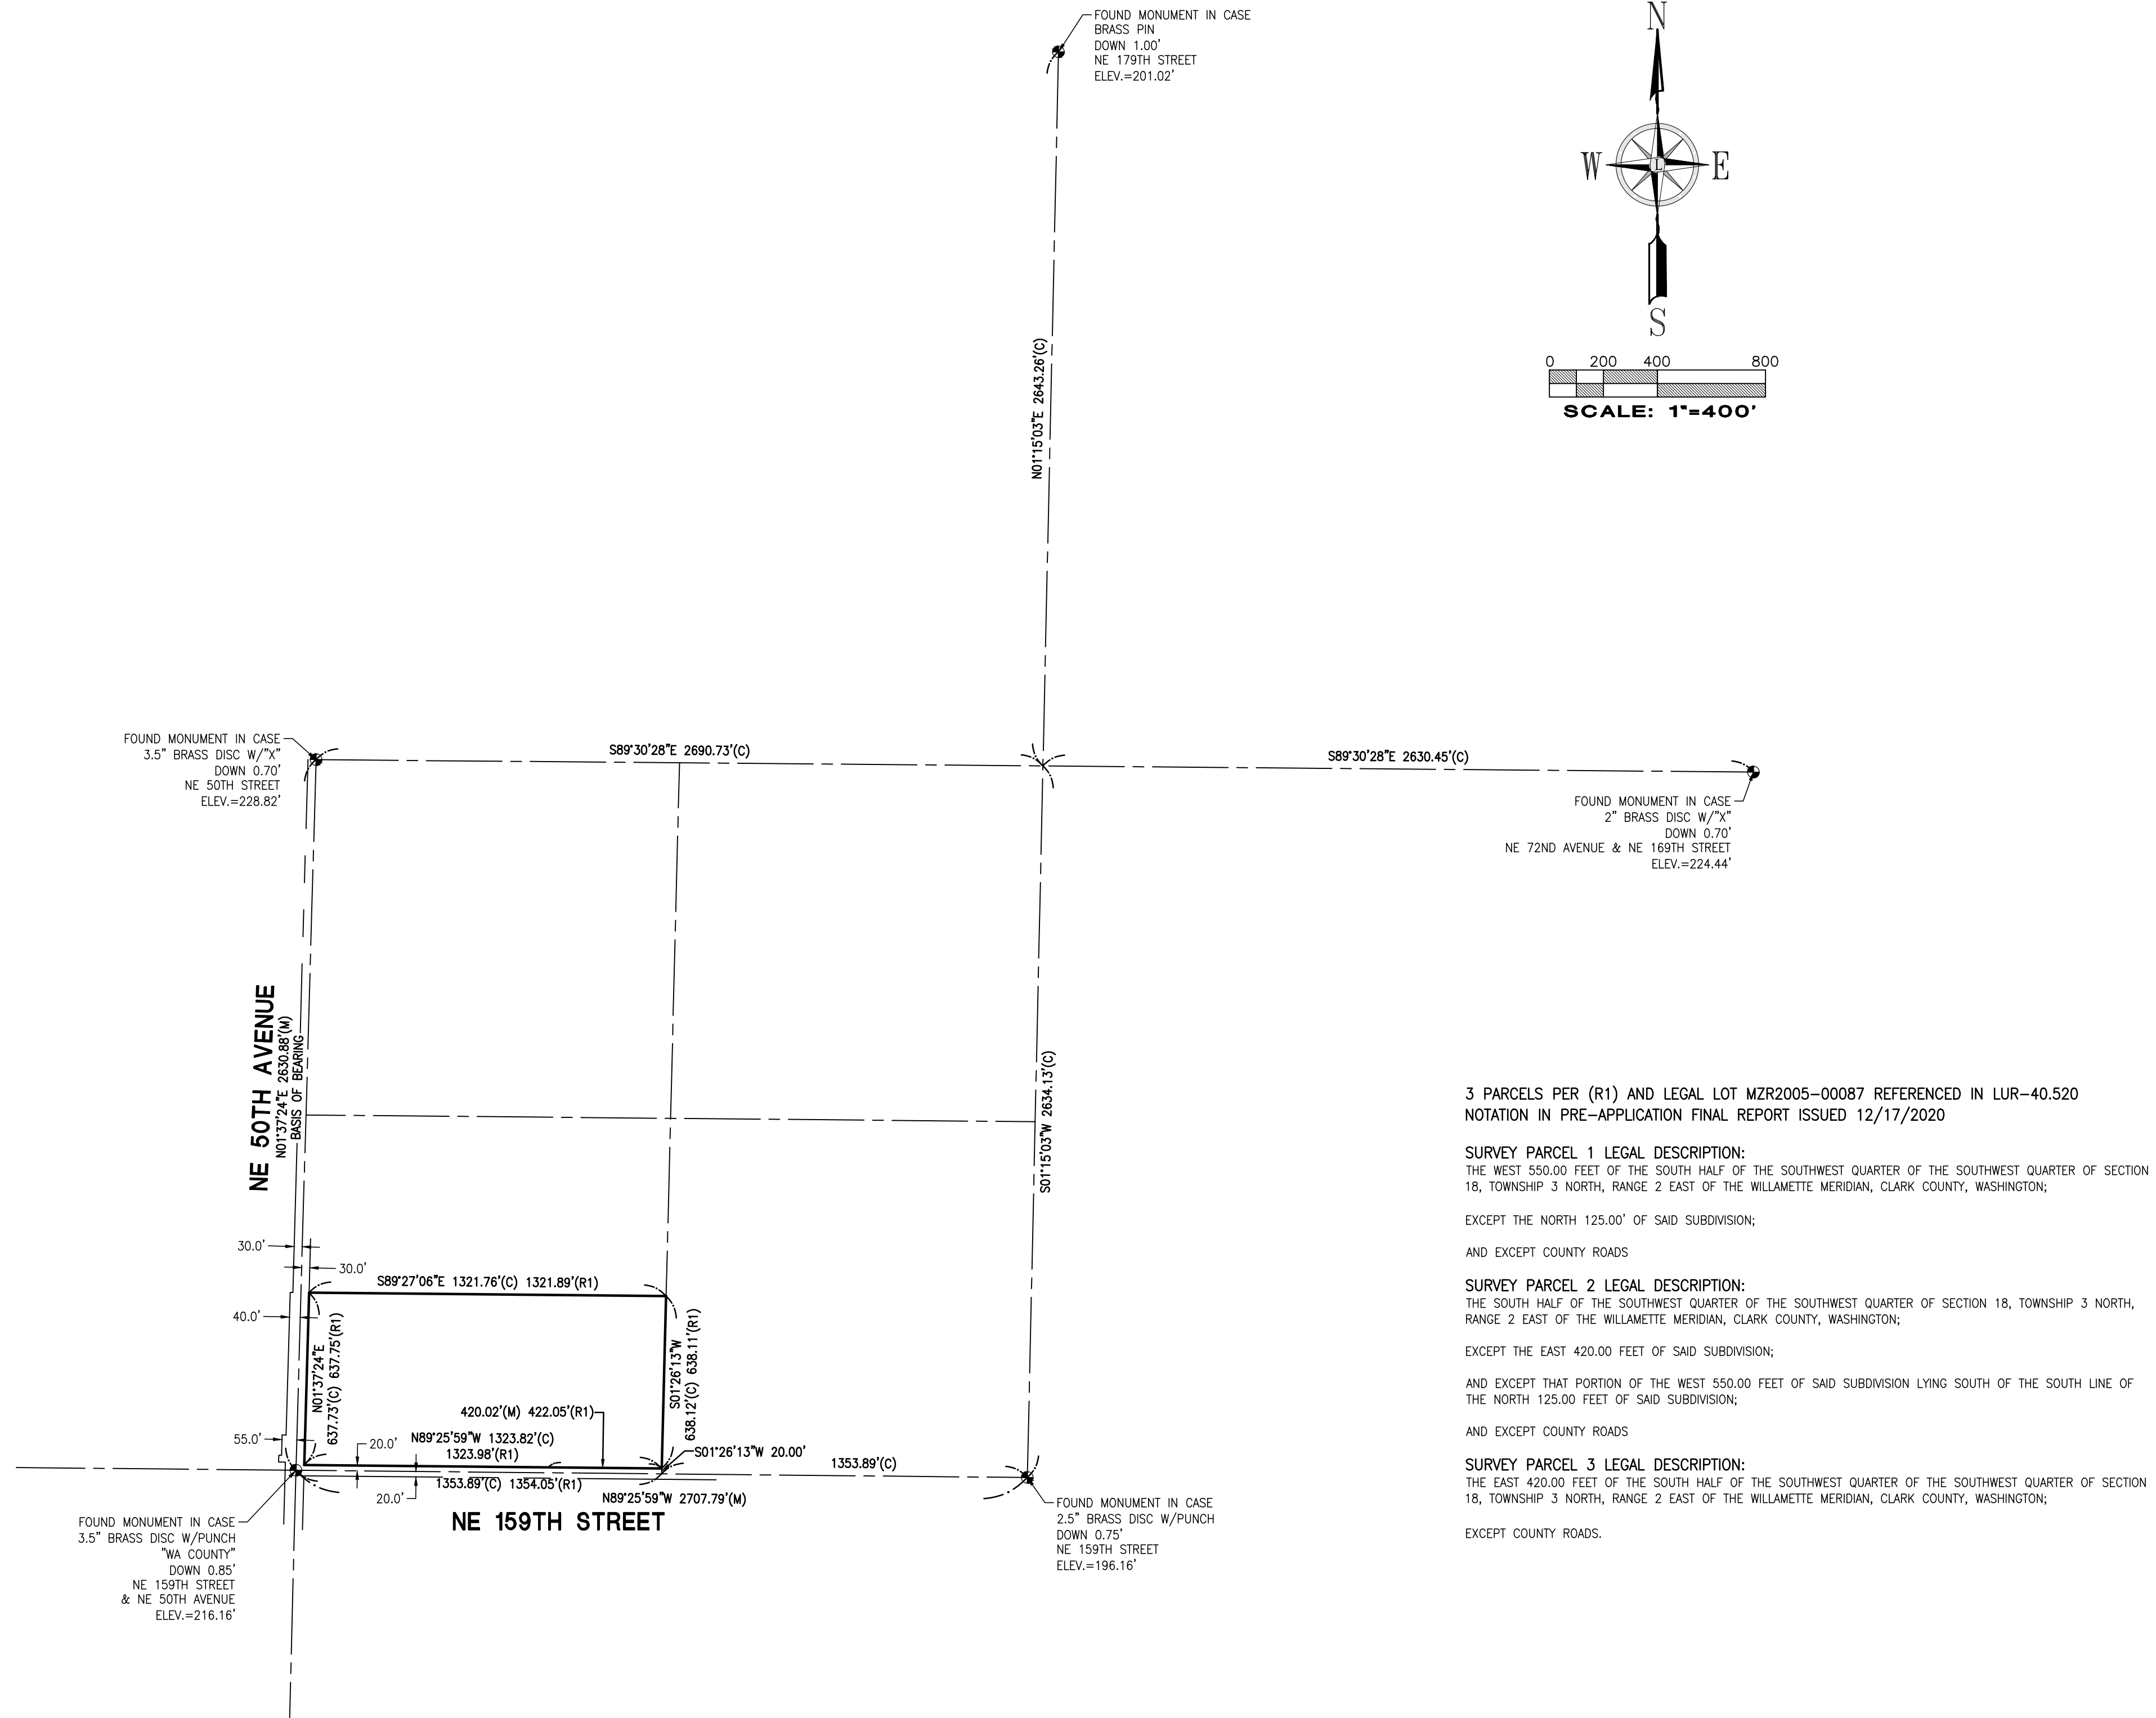 FOUND MONUMENT IN CASE
BRASS PIN
DOWN 1.00'
NE 179TH STREET
ELEV.=201.02'
N
W
L
E
S
0 200 400 800
SCALE: 1"=400'
N01°15'03"E 2643.26'(C)
FOUND MONUMENT IN CASE
3.5" BRASS DISC W/"X"
DOWN 0.70'
NE 50TH STREET
ELEV.=228.82'
S89°30'28"E 2690.73'(C)
S89°30'28"E 2630.45'(C)
FOUND MONUMENT IN CASE
2" BRASS DISC W/"X"
DOWN 0.70'
NE 72ND AVENUE & NE 169TH STREET
ELEV.=224.44'
NE 50TH AVENUE
N01°37'24"E 2630.88'(M)
BASIS OF BEARING
S01°15'03"W 2634.13'(C)
30.0'
30.0'
40.0'
55.0'
S89°27'06"E 1321.76'(C) 1321.89'(R1)
N01°37'24"E
637.73'(C) 637.75'(R1)
S01°26'13"W
638.12'(C) 638.11'(R1)
420.02'(M) 422.05'(R1)
20.0'
N89°25'59"W 1323.82'(C)
1323.98'(R1)
S01°26'13"W 20.00'
1353.89'(C)
1353.89'(C) 1354.05'(R1)
20.0'
N89°25'59"W 2707.79'(M)
NE 159TH STREET
FOUND MONUMENT IN CASE
3.5" BRASS DISC W/PUNCH
"WA COUNTY"
DOWN 0.85'
NE 159TH STREET
& NE 50TH AVENUE
ELEV.=216.16'
FOUND MONUMENT IN CASE
2.5" BRASS DISC W/PUNCH
DOWN 0.75'
NE 159TH STREET
ELEV.=196.16'
3 PARCELS PER (R1) AND LEGAL LOT MZR2005-00087 REFERENCED IN LUR-40.520
NOTATION IN PRE-APPLICATION FINAL REPORT ISSUED 12/17/2020
SURVEY PARCEL 1 LEGAL DESCRIPTION:
THE WEST 550.00 FEET OF THE SOUTH HALF OF THE SOUTHWEST QUARTER OF THE SOUTHWEST QUARTER OF SECTION
18, TOWNSHIP 3 NORTH, RANGE 2 EAST OF THE WILLAMETTE MERIDIAN, CLARK COUNTY, WASHINGTON;
EXCEPT THE NORTH 125.00' OF SAID SUBDIVISION;
AND EXCEPT COUNTY ROADS
SURVEY PARCEL 2 LEGAL DESCRIPTION:
THE SOUTH HALF OF THE SOUTHWEST QUARTER OF THE SOUTHWEST QUARTER OF SECTION 18, TOWNSHIP 3 NORTH,
RANGE 2 EAST OF THE WILLAMETTE MERIDIAN, CLARK COUNTY, WASHINGTON;
EXCEPT THE EAST 420.00 FEET OF SAID SUBDIVISION;
AND EXCEPT THAT PORTION OF THE WEST 550.00 FEET OF SAID SUBDIVISION LYING SOUTH OF THE SOUTH LINE OF
THE NORTH 125.00 FEET OF SAID SUBDIVISION;
AND EXCEPT COUNTY ROADS
SURVEY PARCEL 3 LEGAL DESCRIPTION:
THE EAST 420.00 FEET OF THE SOUTH HALF OF THE SOUTHWEST QUARTER OF THE SOUTHWEST QUARTER OF SECTION
18, TOWNSHIP 3 NORTH, RANGE 2 EAST OF THE WILLAMETTE MERIDIAN, CLARK COUNTY, WASHINGTON;
EXCEPT COUNTY ROADS.